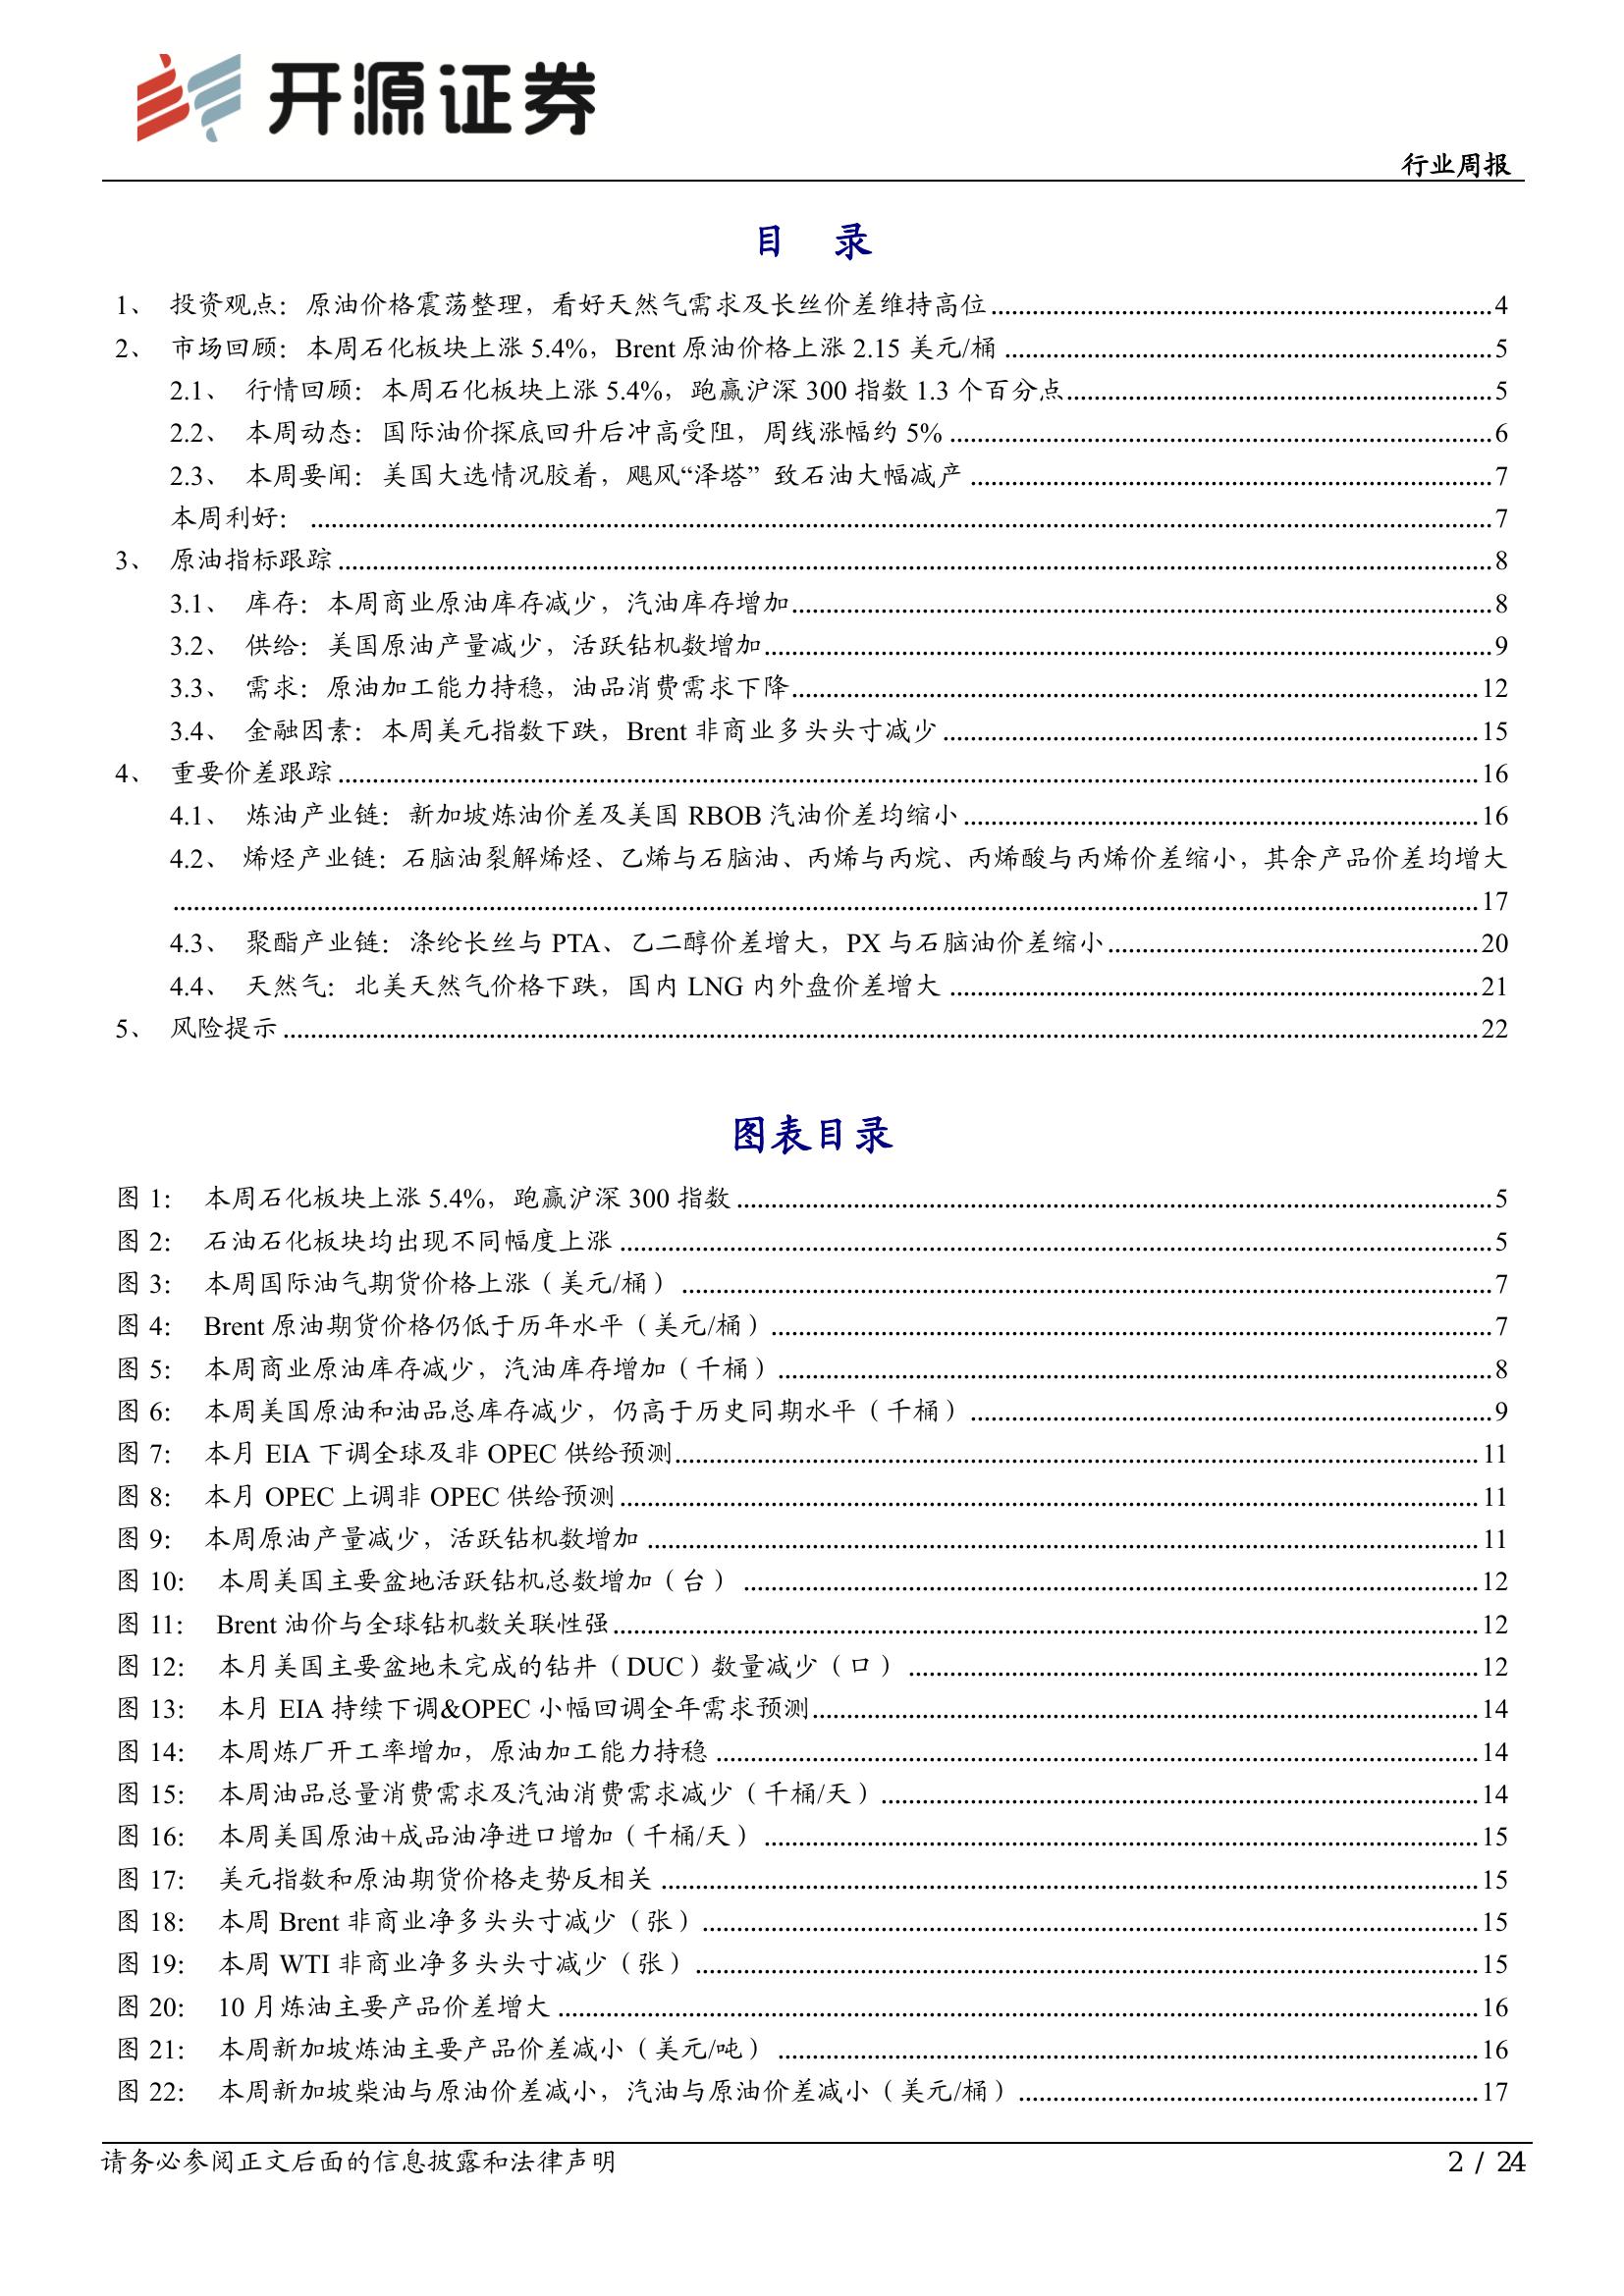 开源证券
行业周报
目 录
1、 投资观点：原油价格震荡整理，看好天然气需求及长丝价差维持高位 4
2、 市场回顾：本周石化板块上涨 5.4%，Brent 原油价格上涨 2.15 美元/桶 5
2.1、 行情回顾：本周石化板块上涨 5.4%，跑赢沪深 300 指数 1.3 个百分点 5
2.2、 本周动态：国际油价探底回升后冲高受阻，周线涨幅约 5% 6
2.3、 本周要闻：美国大选情况胶着，飓风“泽塔”致石油大幅减产 7
本周利好： 7
3、 原油指标跟踪 8
3.1、 库存：本周商业原油库存减少，汽油库存增加 8
3.2、 供给：美国原油产量减少，活跃钻机数增加 9
3.3、 需求：原油加工能力持稳，油品消费需求下降 12
3.4、 金融因素：本周美元指数下跌，Brent 非商业多头头寸减少 15
4、 重要价差跟踪 16
4.1、 炼油产业链：新加坡炼油价差及美国 RBOB 汽油价差均缩小 16
4.2、 烯烃产业链：石脑油裂解烯烃、乙烯与石脑油、丙烯与丙烷、丙烯酸与丙烯价差缩小，其余产品价差均增大
17
4.3、 聚酯产业链：涤纶长丝与 PTA、乙二醇价差增大，PX 与石脑油价差缩小 20
4.4、 天然气：北美天然气价格下跌，国内 LNG 内外盘价差增大 21
5、 风险提示 22
图表目录
图 1： 本周石化板块上涨 5.4%，跑赢沪深 300 指数 5
图 2： 石油石化板块均出现不同幅度上涨 5
图 3： 本周国际油气期货价格上涨（美元/桶） 7
图 4： Brent 原油期货价格仍低于历年水平（美元/桶） 7
图 5： 本周商业原油库存减少，汽油库存增加（千桶） 8
图 6： 本周美国原油和油品总库存减少，仍高于历史同期水平（千桶） 9
图 7： 本月 EIA 下调全球及非 OPEC 供给预测 11
图 8： 本月 OPEC 上调非 OPEC 供给预测 11
图 9： 本周原油产量减少，活跃钻机数增加 11
图 10： 本周美国主要盆地活跃钻机总数增加（台） 12
图 11： Brent 油价与全球钻机数关联性强 12
图 12： 本月美国主要盆地未完成的钻井（DUC）数量减少（口） 12
图 13： 本月 EIA 持续下调&OPEC 小幅回调全年需求预测 14
图 14： 本周炼厂开工率增加，原油加工能力持稳 14
图 15： 本周油品总量消费需求及汽油消费需求减少（千桶/天） 14
图 16： 本周美国原油+成品油净进口增加（千桶/天） 15
图 17： 美元指数和原油期货价格走势反相关 15
图 18： 本周 Brent 非商业净多头头寸减少（张） 15
图 19： 本周 WTI 非商业净多头头寸减少（张） 15
图 20： 10 月炼油主要产品价差增大 16
图 21： 本周新加坡炼油主要产品价差减小（美元/吨） 16
图 22： 本周新加坡柴油与原油价差减小，汽油与原油价差减小（美元/桶） 17
请务必参阅正文后面的信息披露和法律声明 2 / 24